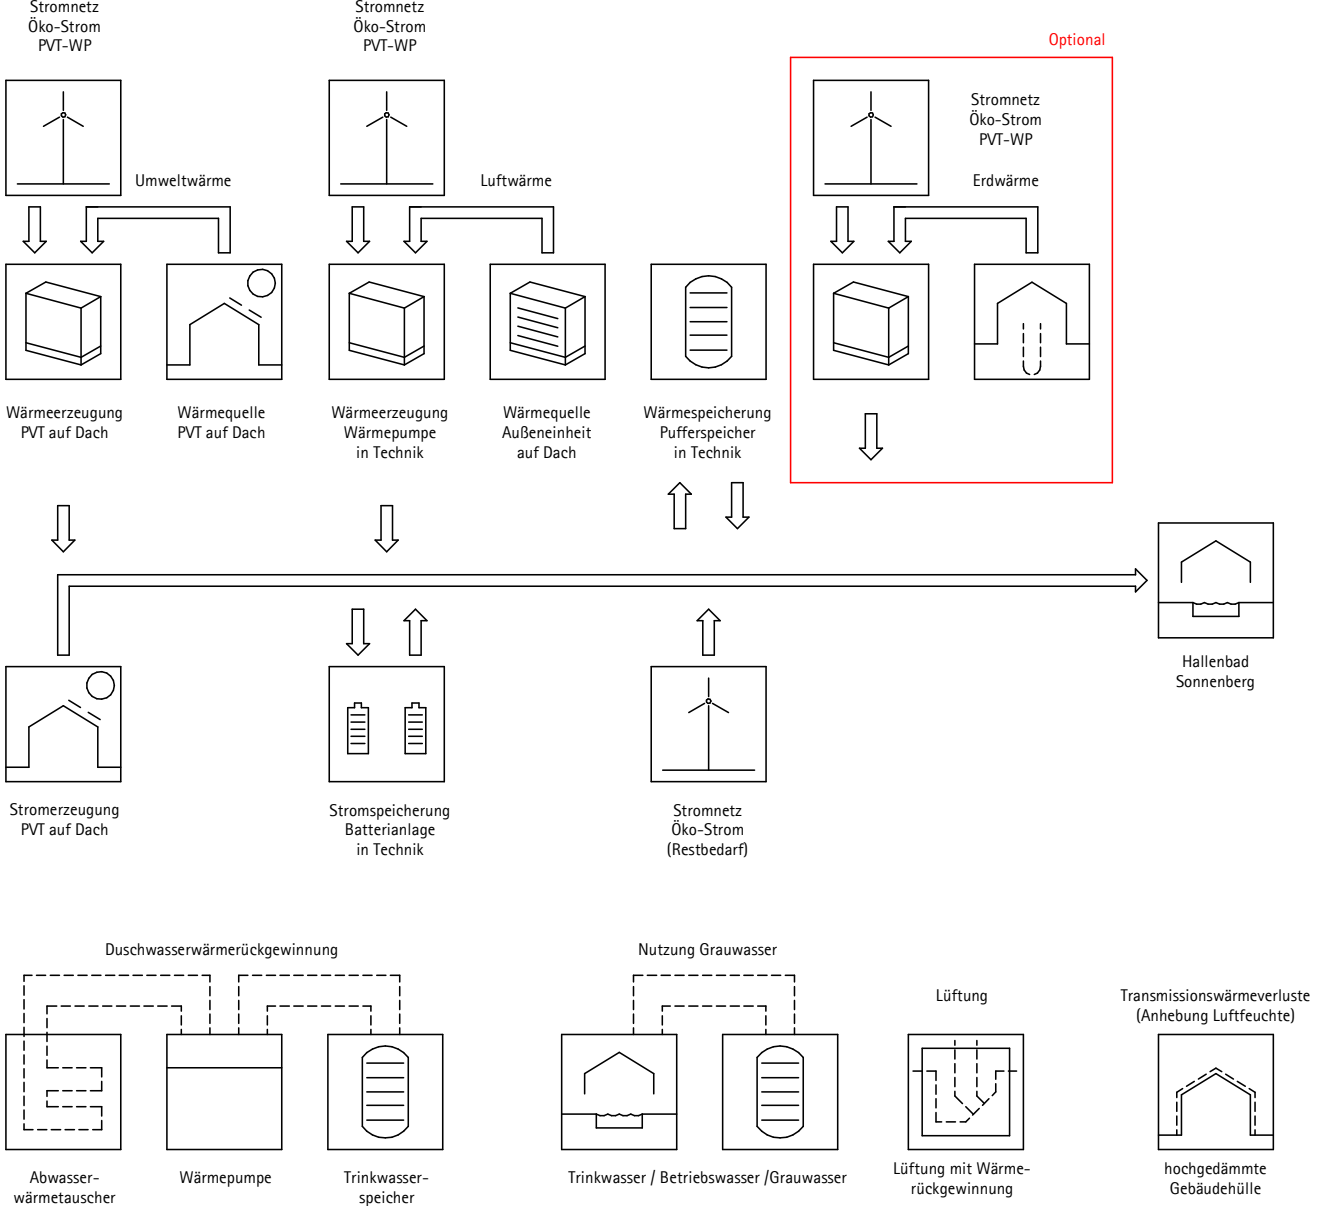 Stromnetz
Öko-Strom
PVT-WP
Stromnetz
Öko-Strom
PVT-WP
Optional
Stromnetz
Öko-Strom
PVT-WP
Umweltwärme
Luftwärme
Erdwärme
Wärmeerzeugung
PVT auf Dach
Wärmequelle
PVT auf Dach
Wärmeerzeugung
Wärmepumpe
in Technik
Wärmequelle
Außeneinheit
auf Dach
Wärmespeicherung
Pufferspeicher
in Technik
Hallenbad
Sonnenberg
Stromerzeugung
PVT auf Dach
Stromspeicherung
Batterianlage
in Technik
Stromnetz
Öko-Strom
(Restbedarf)
Duschwasserwärmerückgewinnung
Nutzung Grauwasser
Lüftung
Transmissionswärmeverluste
(Anhebung Luftfeuchte)
Abwasser-
wärmetauscher
Wärmepumpe
Trinkwasser-
speicher
Trinkwasser / Betriebswasser /Grauwasser
Lüftung mit Wärme-
rückgewinnung
hochgedämmte
Gebäudehülle